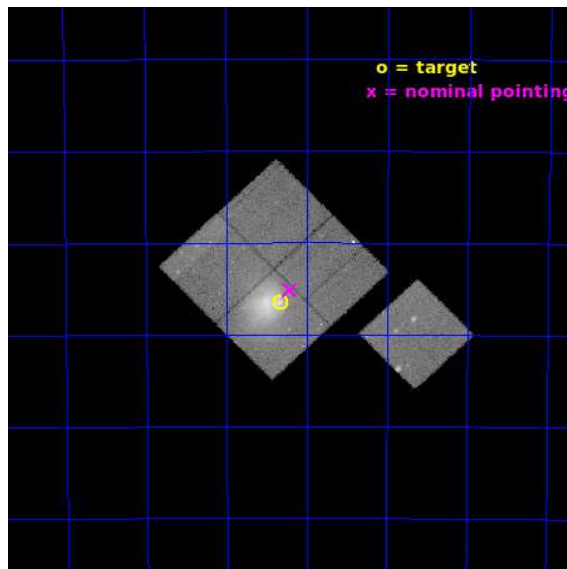 o = target
x = nominal pointing